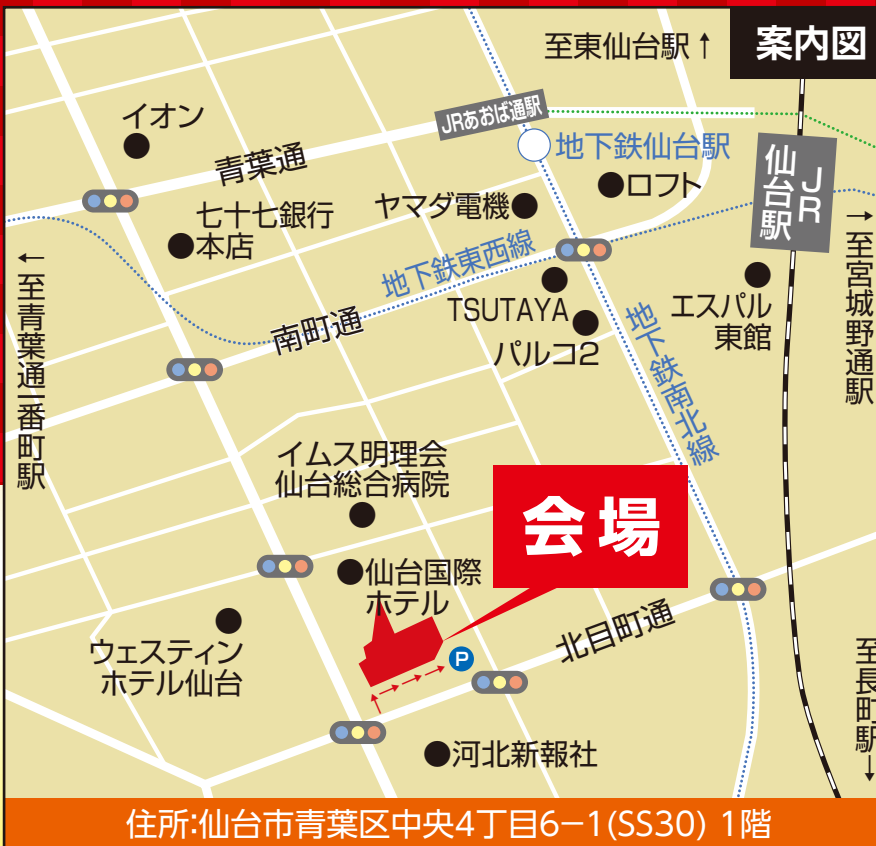 案内図
至東仙台駅↑
JRあおば通駅
イオン
青葉通
地下鉄仙台駅
JR
仙台駅
ロフト
ヤマダ電機
七十七銀行
本店
地下鉄東西線
→至宮城野通駅
←至青葉通一番町駅
南町通
TSUTAYA
パルコ2
エスパル
東館
地下鉄南北線
イムス明理会
仙台総合病院
会場
仙台国際
ホテル
北目町通
ウェスティン
ホテル仙台
P
至長町駅↓
河北新報社
住所:仙台市青葉区中央4丁目6−1(SS30) 1階